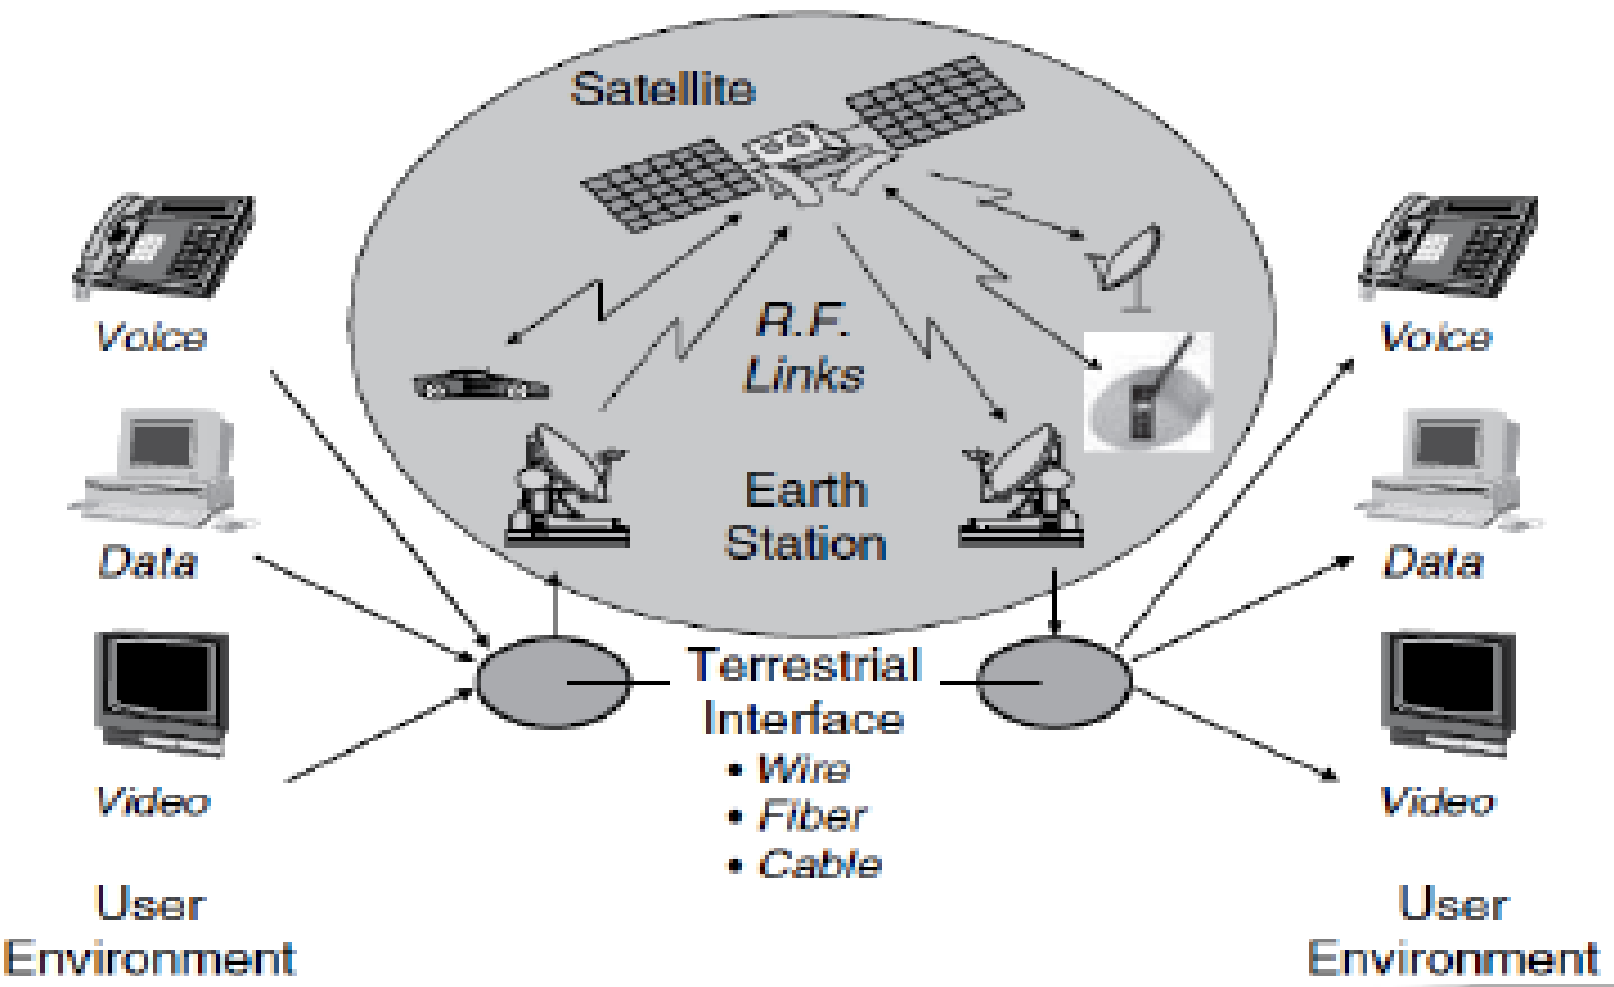 Satellite
R.F.
Links
Earth
Station
Voice
Data
Video
User
Environment
Terrestrial
Interface
• Wire
• Fiber
• Cable
Voice
Data
Video
User
Environment